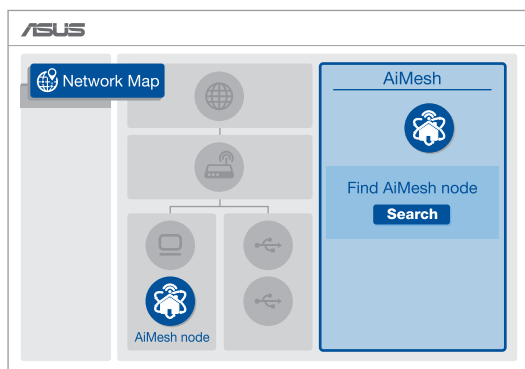 ASUS
Network Map
AiMesh
Find AiMesh node
Search
AiMesh node